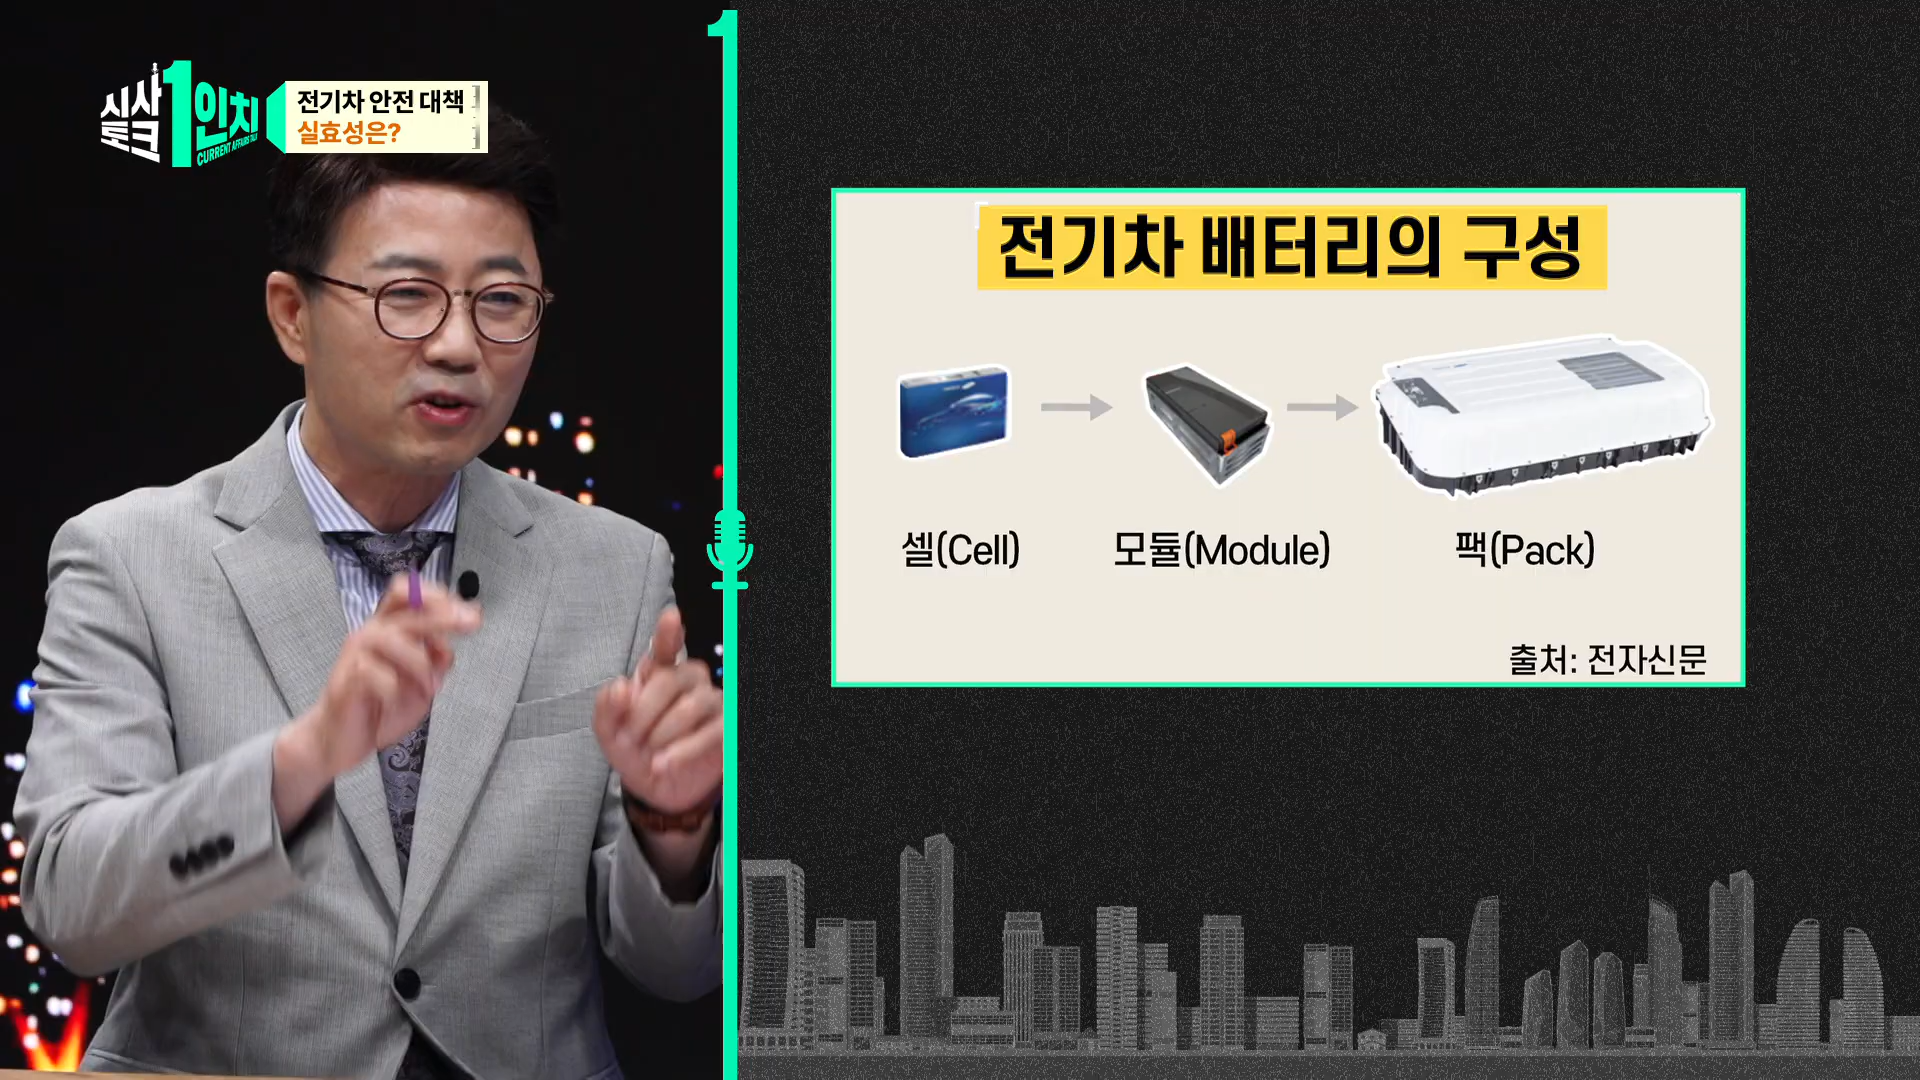 시사
토크
1인치
CURRENT AFFAIRS TALK
전기차 안전 대책
실효성은?
1
전기차 배터리의 구성
셀(Cell)
모듈(Module)
팩(Pack)
출처: 전자신문